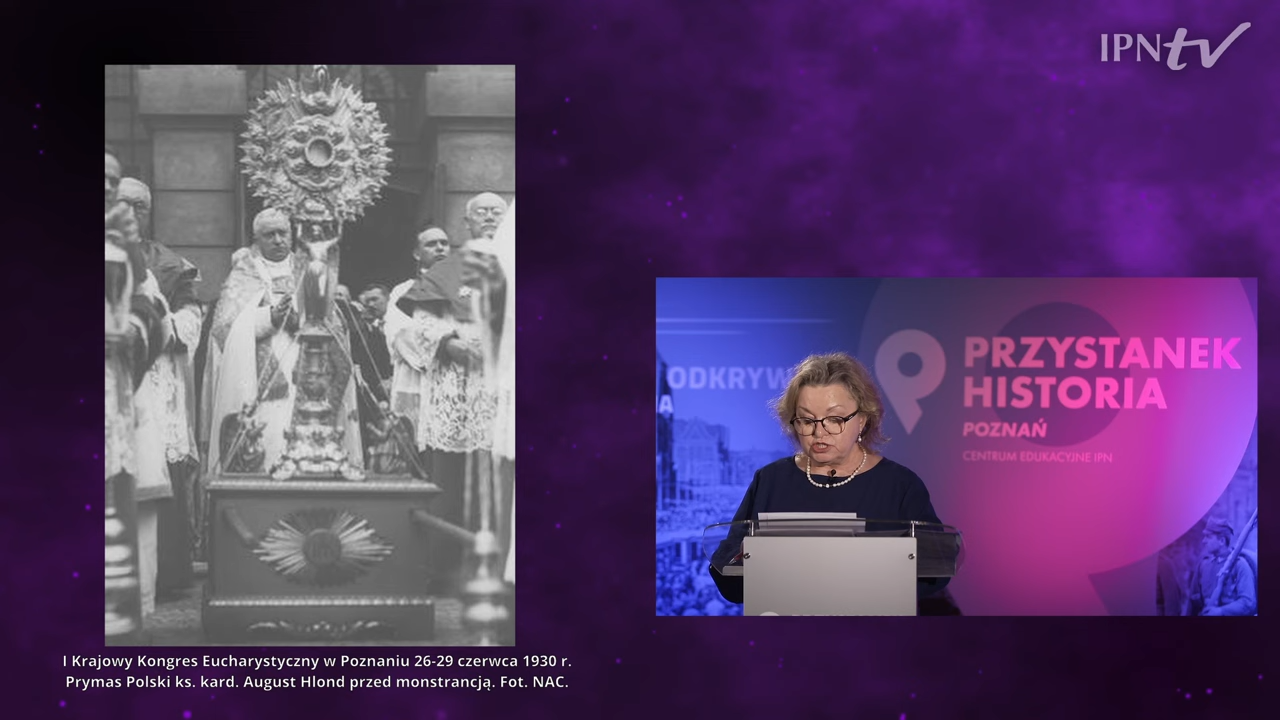 IPNtv
I Krajowy Kongres Eucharystyczny w Poznaniu 26-29 czerwca 1930 r.
Prymas Polski ks. kard. August Hlond przed monstrancją. Fot. NAC.
ODKRYW
A
PRZYSTANEK
HISTORIA
POZNAŃ
CENTRUM EDUKACYJNE IPN